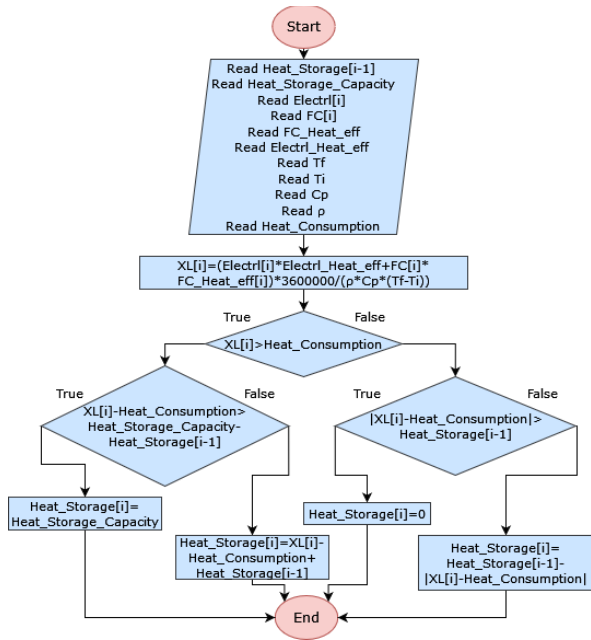 Start
Read Heat_Storage[i-1]
Read Heat_Storage_Capacity
Read Electrl[i]
Read FC[i]
Read FC_Heat_eff
Read Electrl_Heat_eff
Read Tf
Read Ti
Read Cp
Read ρ
Read Heat_Consumption
XL[i]=(Electrl[i]*Electrl_Heat_eff+FC[i]*
FC_Heat_eff[i])*3600000/(ρ*Cp*(Tf-Ti))
True
False
XL[i]>Heat_Consumption
True
False
XL[i]-Heat_Consumption>
Heat_Storage_Capacity-
Heat_Storage[i-1]
True
False
|XL[i]-Heat_Consumption|>
Heat_Storage[i-1]
Heat_Storage[i]=
Heat_Storage_Capacity
Heat_Storage[i]=XL[i]-
Heat_Consumption+
Heat_Storage[i-1]
Heat_Storage[i]=0
Heat_Storage[i]=
Heat_Storage[i-1]-
|XL[i]-Heat_Consumption|
End